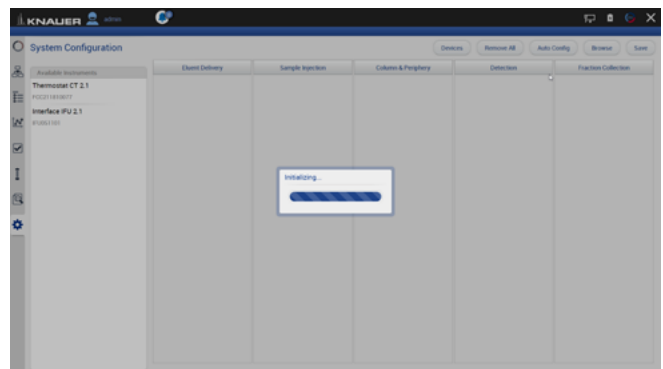 KNAUER admin
System Configuration
Devices Remove All Auto Config Browse Save
Available Instruments
Eluent Delivery Sample Injection Column & Periphery Detection Fraction Collection
Thermostat CT 2.1
Interface IFU 2.1
Initializing...